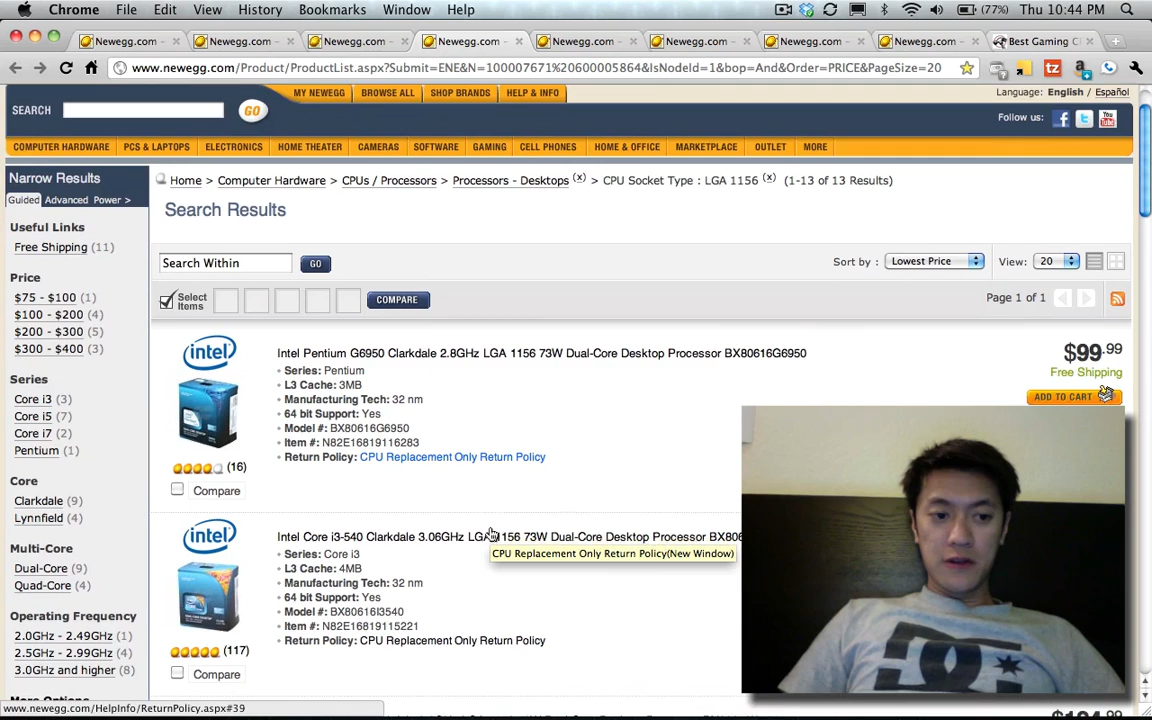 Chrome File Edit View History Bookmarks Window Help (77%) Thu 10:44 PM
Newegg.com - Newegg.com - Newegg.com - Newegg.com - Newegg.com - Newegg.com - Newegg.com - Newegg.com - Best Gaming C
www.newegg.com/Product/ProductList.aspx?Submit=ENE&N=100007671%20600005864&IsNodeId=1&bop=And&Order=PRICE&PageSize=20
MY NEWEGG BROWSE ALL SHOP BRANDS HELP & INFO Language: English / Español
SEARCH GO Follow us: f t You Tube
COMPUTER HARDWARE PCS & LAPTOPS ELECTRONICS HOME THEATER CAMERAS SOFTWARE GAMING CELL PHONES HOME & OFFICE MARKETPLACE OUTLET MORE
Narrow Results
Guided Advanced Power >
Useful Links
Free Shipping (11)
Price
$75 - $100 (1)
$100 - $200 (4)
$200 - $300 (5)
$300 - $400 (3)
Series
Core i3 (3)
Core i5 (7)
Core i7 (2)
Pentium (1)
Core
Clarkdale (9)
Lynnfield (4)
Multi-Core
Dual-Core (9)
Quad-Core (4)
Operating Frequency
2.0GHz - 2.49GHz (1)
2.5GHz - 2.99GHz (4)
3.0GHz and higher (8)
Home > Computer Hardware > CPUs / Processors > Processors - Desktops (x) > CPU Socket Type : LGA 1156 (x) (1-13 of 13 Results)
Search Results
Search Within GO Sort by : Lowest Price View: 20
Select Items COMPARE Page 1 of 1
intel
Intel Pentium G6950 Clarkdale 2.8GHz LGA 1156 73W Dual-Core Desktop Processor BX80616G6950
$99.99
Free Shipping
ADD TO CART
Series: Pentium
L3 Cache: 3MB
Manufacturing Tech: 32 nm
64 bit Support: Yes
Model #: BX80616G6950
Item #: N82E16819116283
Return Policy: CPU Replacement Only Return Policy
(16)
Compare
intel
Intel Core i3-540 Clarkdale 3.06GHz LGA 1156 73W Dual-Core Desktop Processor BX806
CPU Replacement Only Return Policy(New Window)
Series: Core i3
L3 Cache: 4MB
Manufacturing Tech: 32 nm
64 bit Support: Yes
Model #: BX80616I3540
Item #: N82E16819115221
Return Policy: CPU Replacement Only Return Policy
(117)
Compare
www.newegg.com/HelpInfo/ReturnPolicy.aspx#39